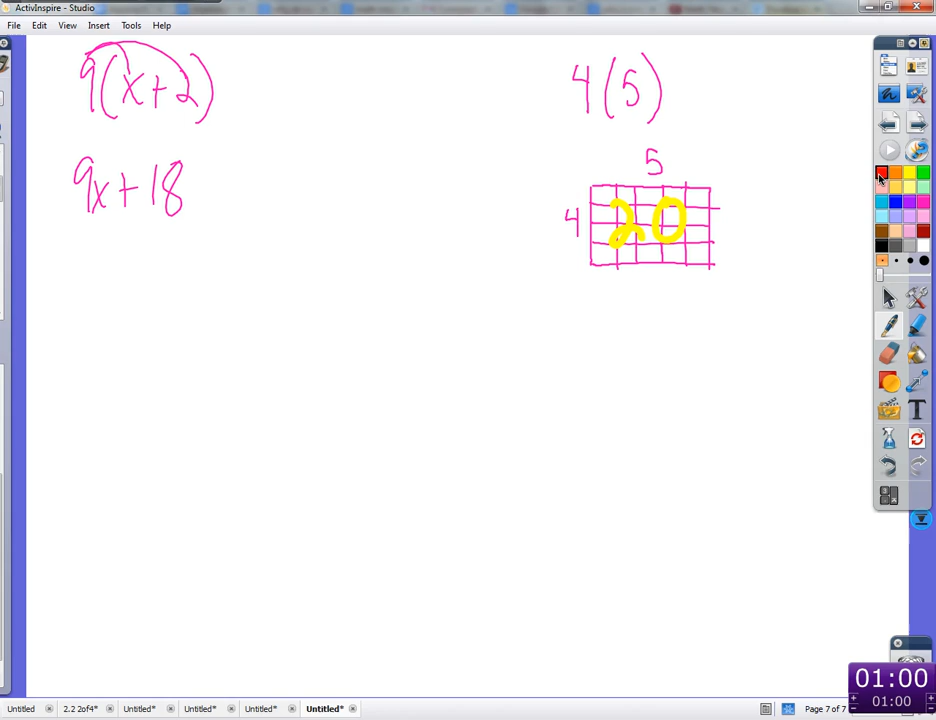 ActivInspire - Studio
File Edit View Insert Tools Help
9(x+2)
9x+18
4(5)
5
4
20
T
01:00
01:00
Untitled 2.2 2of4* Untitled* Untitled* Untitled* Untitled* Page 7 of 7